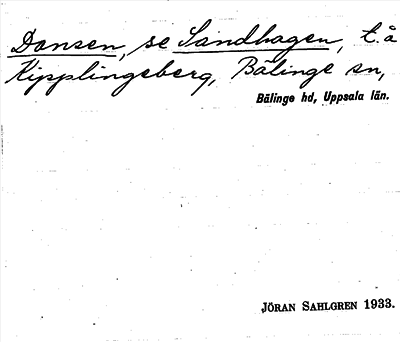 Dansen, se Sandhagen, t. å
Kipplingeberg, Bälinge sn,
Bälinge hd, Uppsala län.
JÖRAN SAHLGREN 1933.